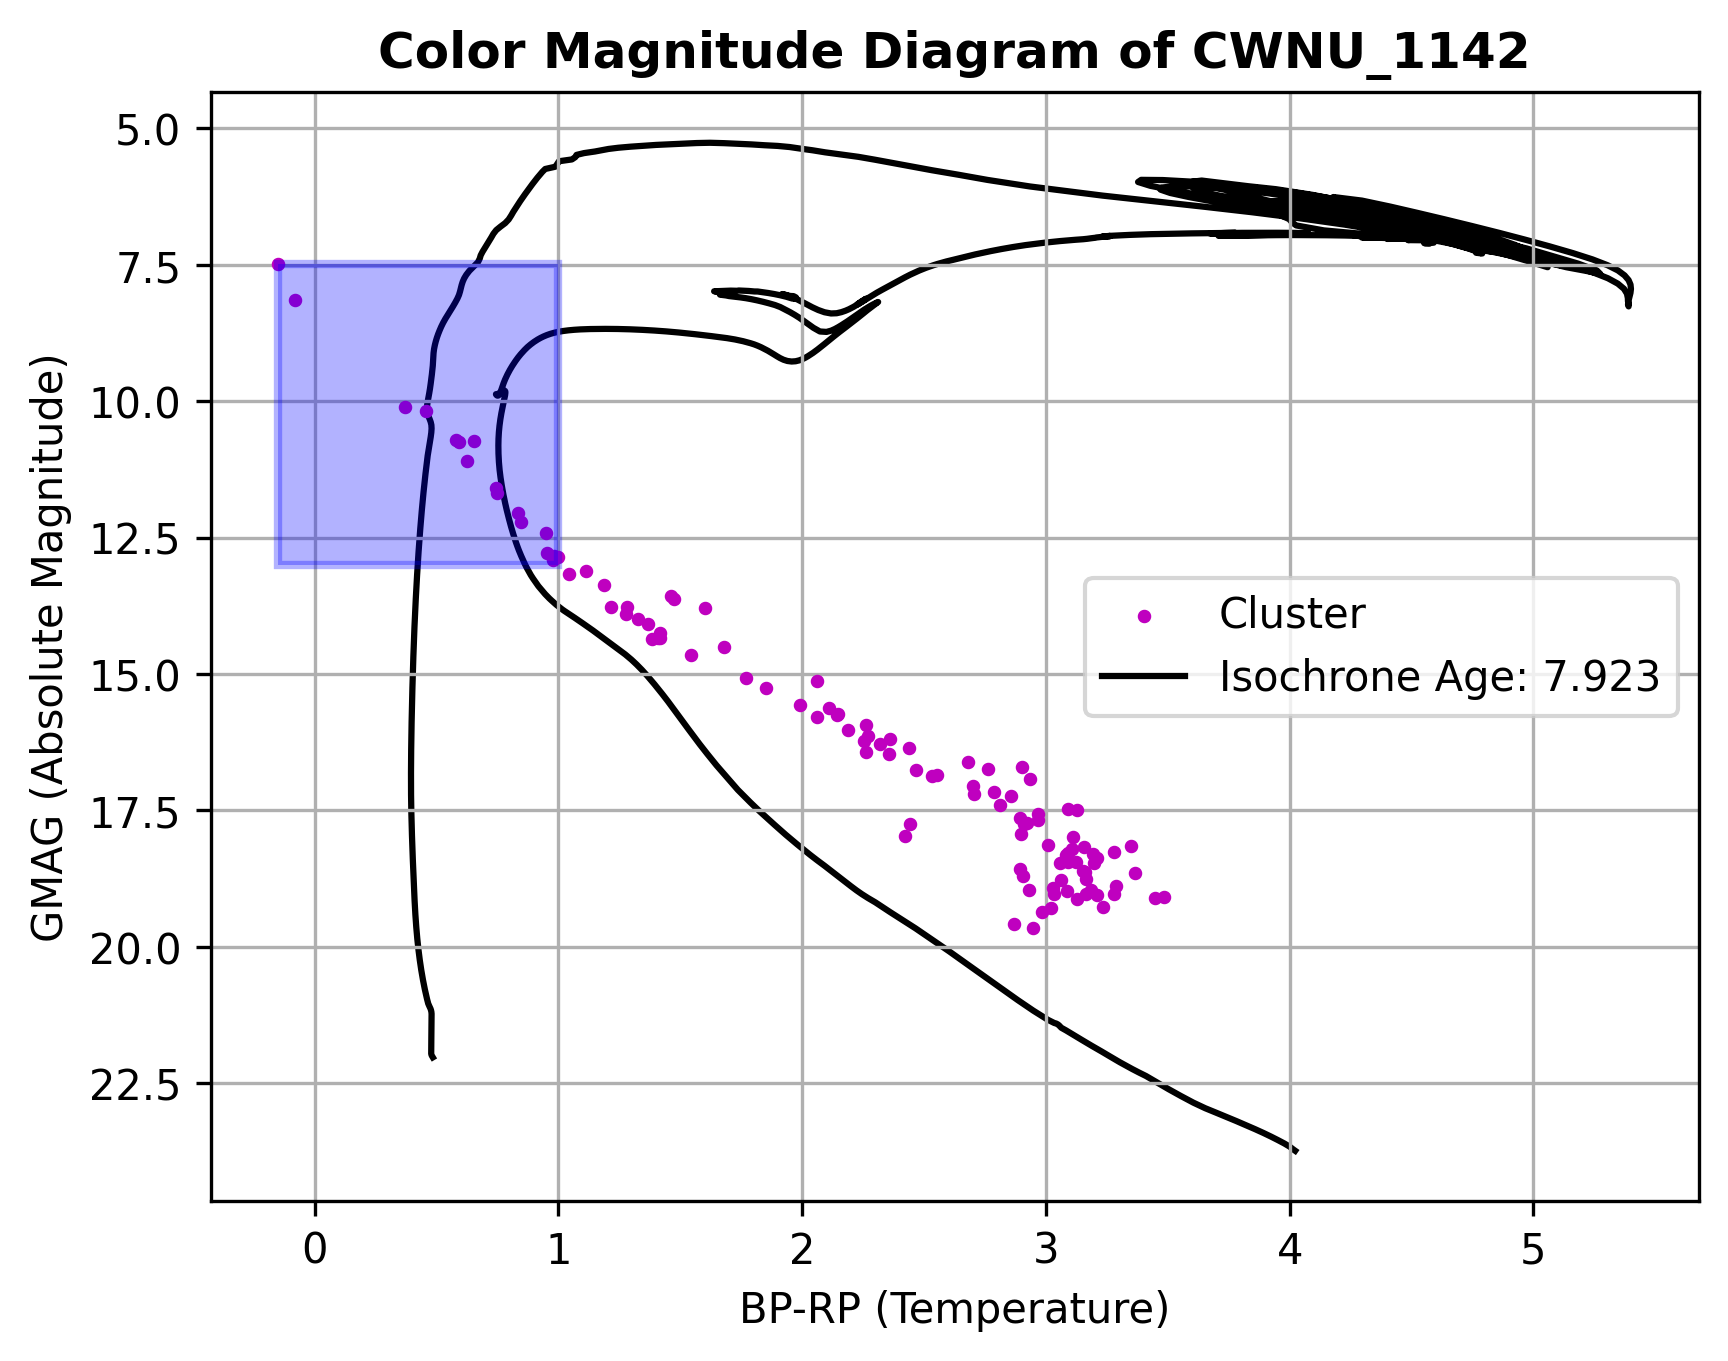 Color Magnitude Diagram of CWNU_1142
GMAG (Absolute Magnitude)
5.0
7.5
10.0
12.5
15.0
17.5
20.0
22.5
Cluster
Isochrone Age: 7.923
0 1 2 3 4 5
BP-RP (Temperature)